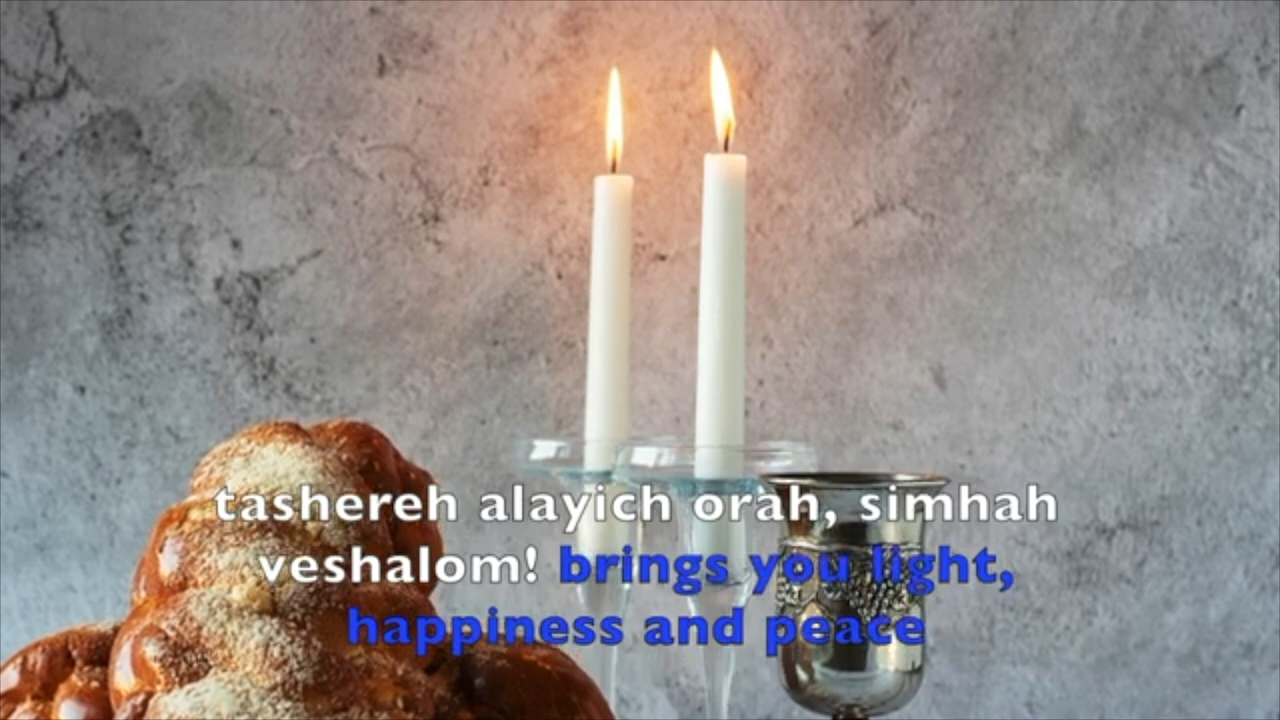 tashereh alayich orah, simhah
veshalom! brings you light,
happiness and peace